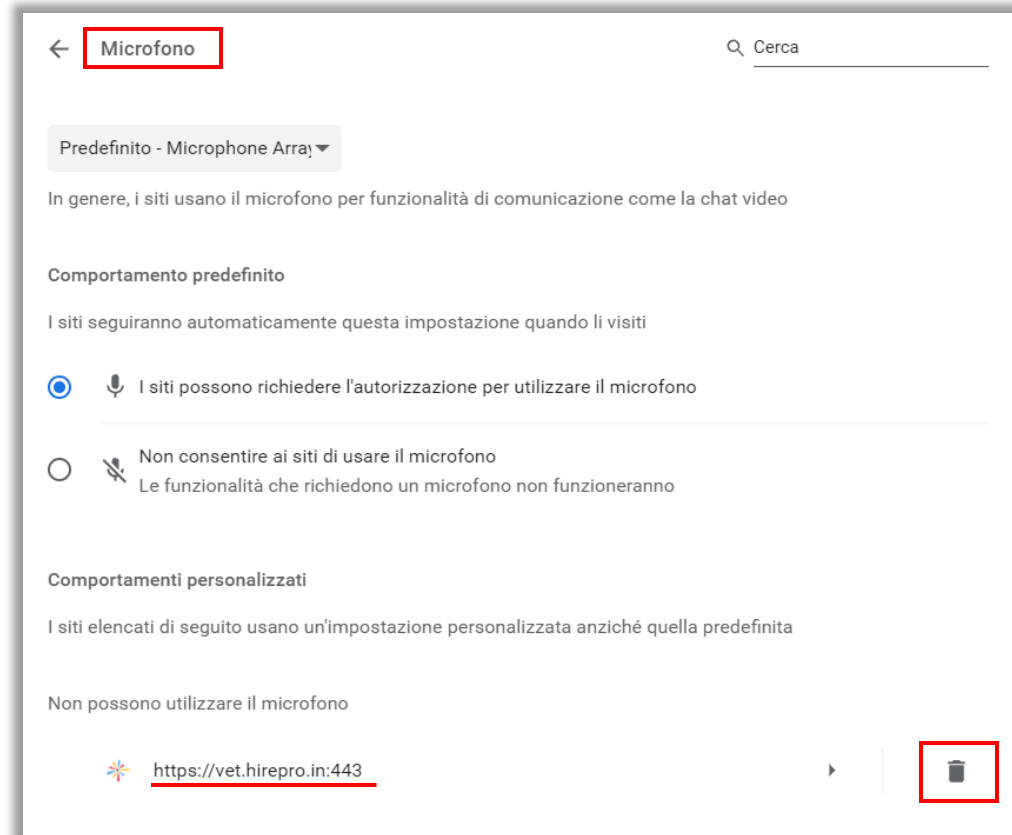 Microfono
Cerca
Predefinito - Microphone Array
In genere, i siti usano il microfono per funzionalità di comunicazione come la chat video
Comportamento predefinito
I siti seguiranno automaticamente questa impostazione quando li visiti
I siti possono richiedere l'autorizzazione per utilizzare il microfono
Non consentire ai siti di usare il microfono
Le funzionalità che richiedono un microfono non funzioneranno
Comportamenti personalizzati
I siti elencati di seguito usano un'impostazione personalizzata anziché quella predefinita
Non possono utilizzare il microfono
https://vet.hirepro.in:443